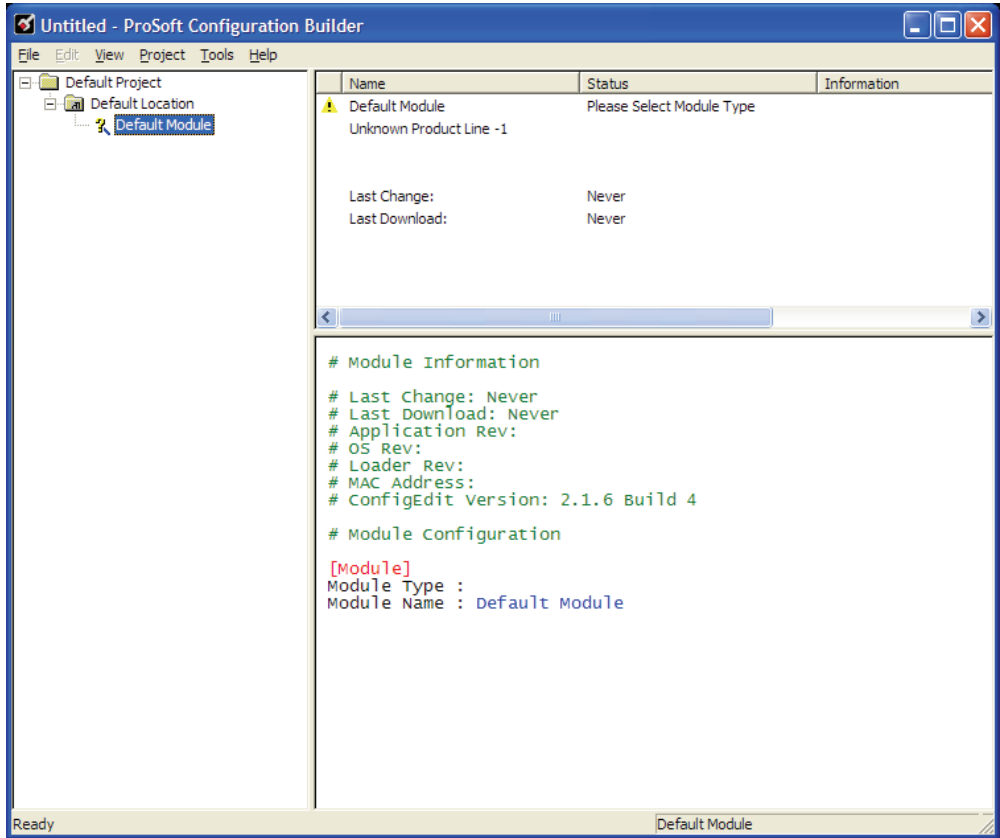 Untitled - ProSoft Configuration Builder
File Edit View Project Tools Help
Default Project
Default Location
Default Module
Name Status Information
Default Module Please Select Module Type
Unknown Product Line -1
Last Change: Never
Last Download: Never
# Module Information
# Last Change: Never
# Last Download: Never
# Application Rev:
# OS Rev:
# Loader Rev:
# MAC Address:
# ConfigEdit Version: 2.1.6 Build 4
# Module Configuration
[Module]
Module Type :
Module Name : Default Module
Ready Default Module